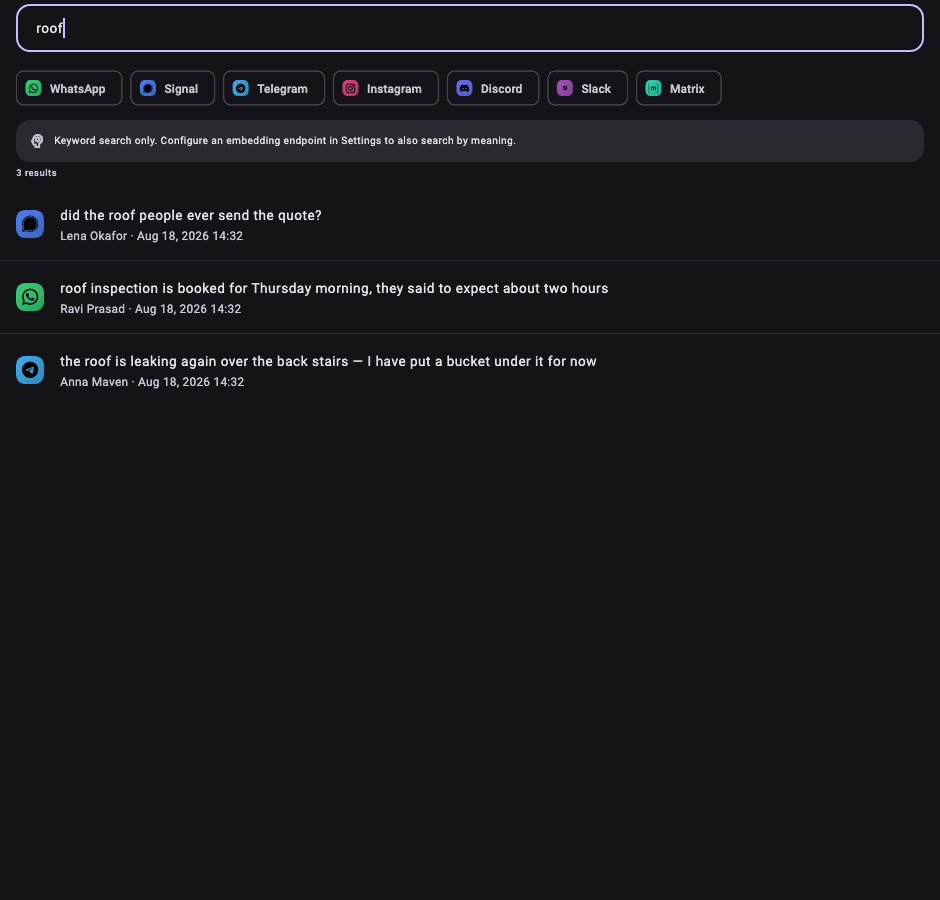 roof
WhatsApp
Signal
Telegram
Instagram
Discord
Slack
Matrix
Keyword search only. Configure an embedding endpoint in Settings to also search by meaning.
3 results
did the roof people ever send the quote?
Lena Okafor · Aug 18, 2026 14:32
roof inspection is booked for Thursday morning, they said to expect about two hours
Ravi Prasad · Aug 18, 2026 14:32
the roof is leaking again over the back stairs — I have put a bucket under it for now
Anna Maven · Aug 18, 2026 14:32